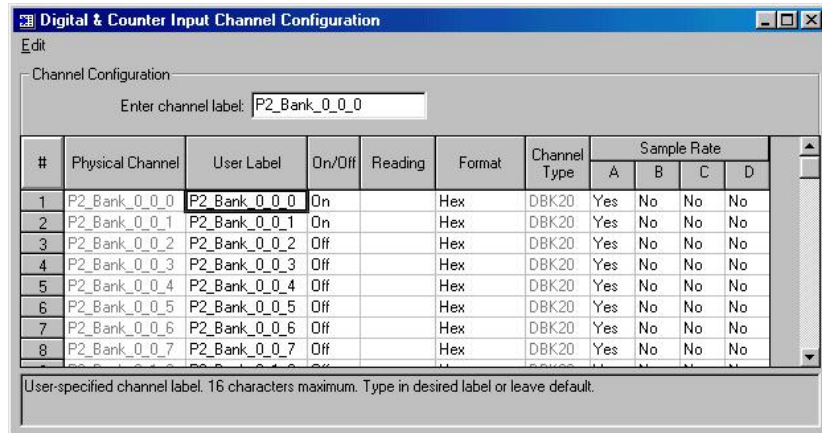 Digital & Counter Input Channel Configuration
Edit
Channel Configuration
Enter channel label: P2_Bank_0_0_0
# Physical Channel User Label On/Off Reading Format Channel Type Sample Rate
A B C D
1 P2_Bank_0_0_0 P2_Bank_0_0_0 On Hex DBK20 Yes No No No
2 P2_Bank_0_0_1 P2_Bank_0_0_1 On Hex DBK20 Yes No No No
3 P2_Bank_0_0_2 P2_Bank_0_0_2 Off Hex DBK20 Yes No No No
4 P2_Bank_0_0_3 P2_Bank_0_0_3 Off Hex DBK20 Yes No No No
5 P2_Bank_0_0_4 P2_Bank_0_0_4 Off Hex DBK20 Yes No No No
6 P2_Bank_0_0_5 P2_Bank_0_0_5 Off Hex DBK20 Yes No No No
7 P2_Bank_0_0_6 P2_Bank_0_0_6 Off Hex DBK20 Yes No No No
8 P2_Bank_0_0_7 P2_Bank_0_0_7 Off Hex DBK20 Yes No No No
User-specified channel label. 16 characters maximum. Type in desired label or leave default.